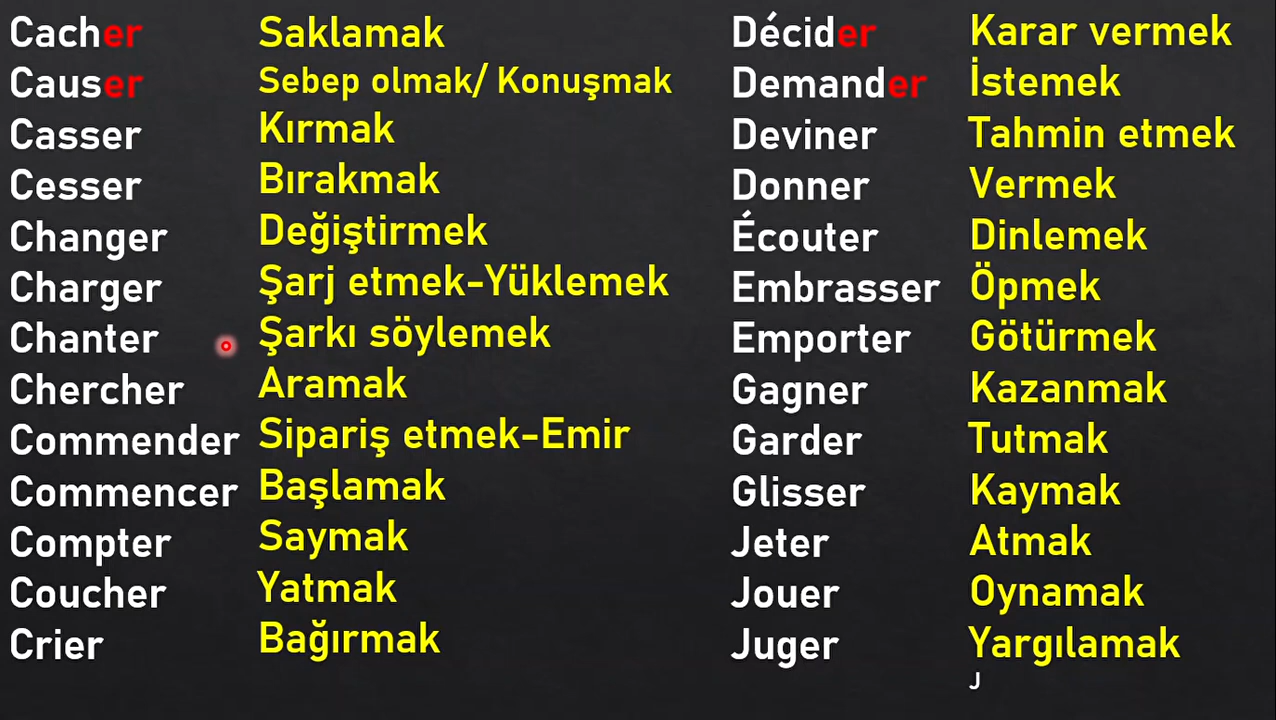 Cacher Saklamak
Causer Sebep olmak/ Konuşmak
Casser Kırmak
Cesser Bırakmak
Changer Değiştirmek
Charger Şarj etmek-Yüklemek
Chanter Şarkı söylemek
Chercher Aramak
Commender Sipariş etmek-Emir
Commencer Başlamak
Compter Saymak
Coucher Yatmak
Crier Bağırmak
Décider Karar vermek
Demander İstemek
Deviner Tahmin etmek
Donner Vermek
Écouter Dinlemek
Embrasser Öpmek
Emporter Götürmek
Gagner Kazanmak
Garder Tutmak
Glisser Kaymak
Jeter Atmak
Jouer Oynamak
Juger Yargılamak
J